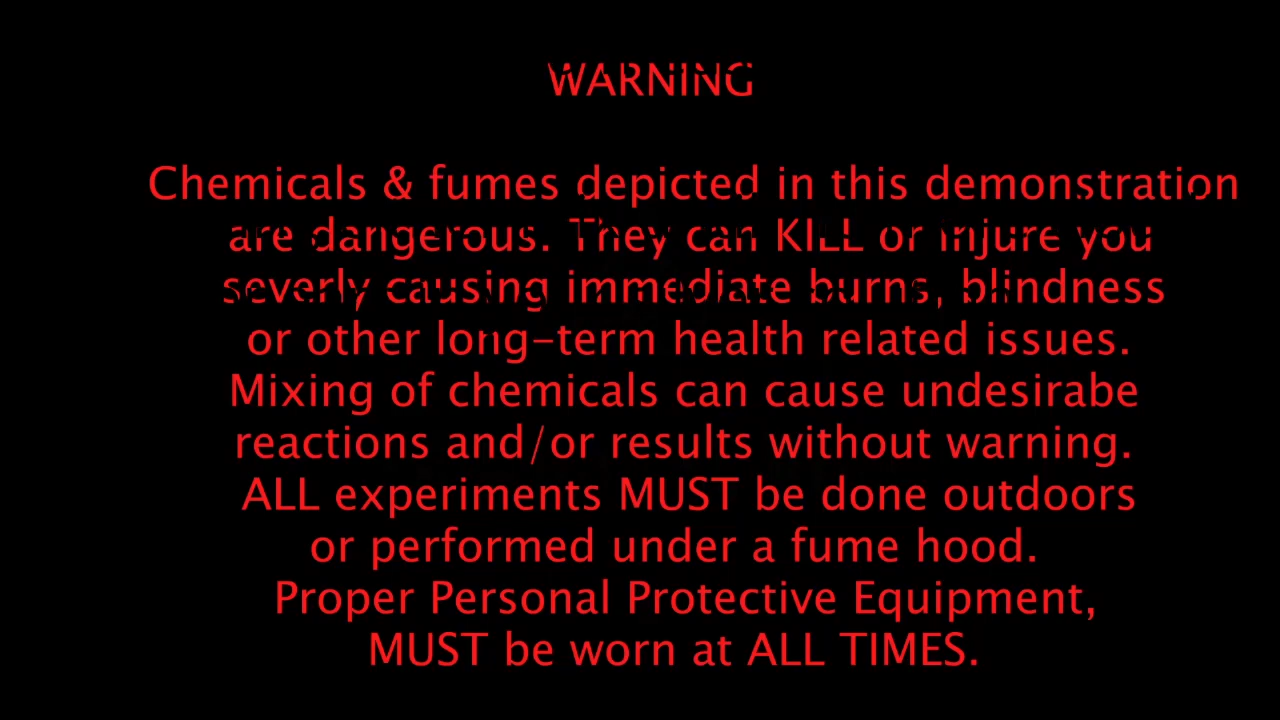 WARNING
Chemicals & fumes depicted in this demonstration
are dangerous. They can KILL or injure you
severly causing immediate burns, blindness
or other long-term health related issues.
Mixing of chemicals can cause undesirabe
reactions and/or results without warning.
ALL experiments MUST be done outdoors
or performed under a fume hood.
Proper Personal Protective Equipment,
MUST be worn at ALL TIMES.